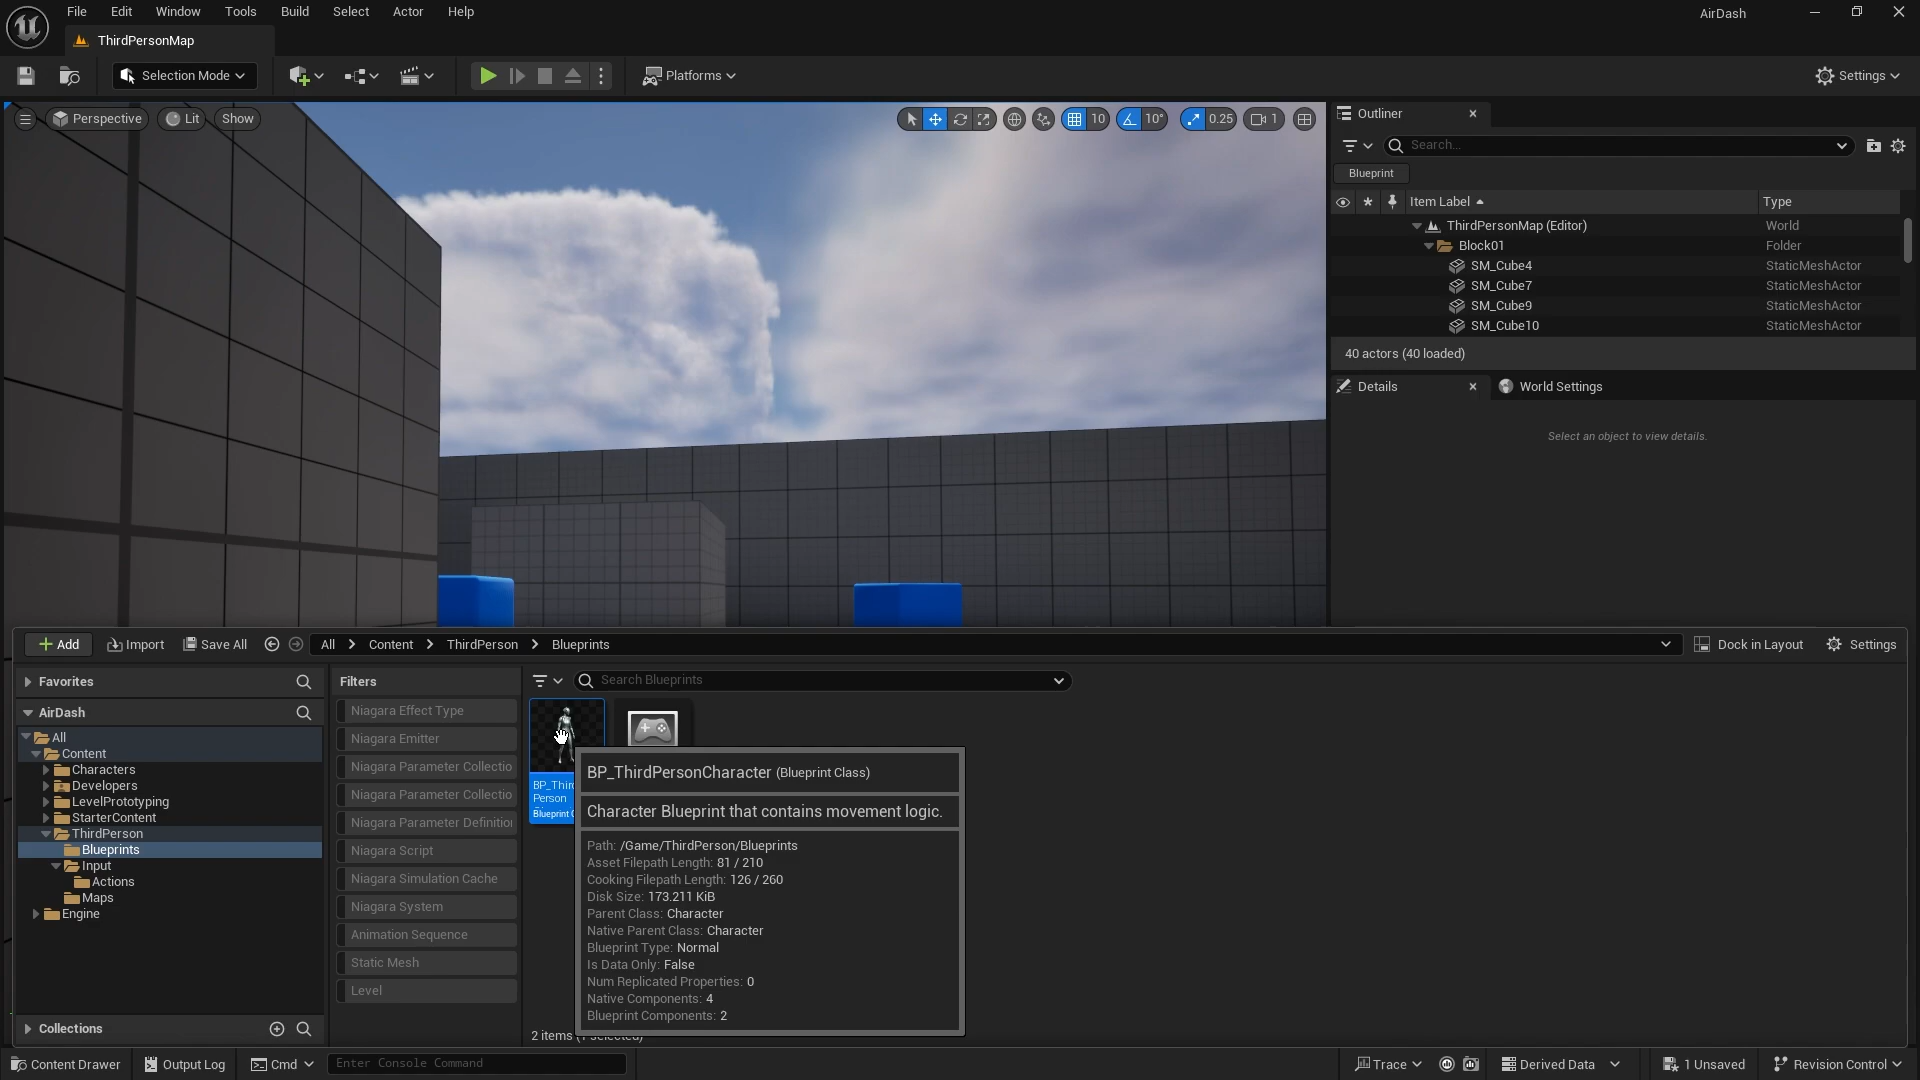 File Edit Window Tools Build Select Actor Help
AirDash
ThirdPersonMap
Selection Mode
Platforms
Settings
Perspective Lit Show
10 10° 0.25 1
Outliner
Search...
Blueprint
Item Label Type
ThirdPersonMap (Editor) World
Block01 Folder
SM_Cube4 StaticMeshActor
SM_Cube7 StaticMeshActor
SM_Cube9 StaticMeshActor
SM_Cube10 StaticMeshActor
40 actors (40 loaded)
Details World Settings
Select an object to view details.
Add Import Save All All Content ThirdPerson Blueprints Dock in Layout Settings
Favorites
AirDash
All
Content
Characters
Developers
LevelPrototyping
StarterContent
ThirdPerson
Blueprints
Input
Actions
Maps
Engine
Collections
Filters
Niagara Effect Type
Niagara Emitter
Niagara Parameter Collectio
Niagara Parameter Collectio
Niagara Parameter Definition
Niagara Script
Niagara Simulation Cache
Niagara System
Animation Sequence
Static Mesh
Level
Search Blueprints
BP_Third
Person
Blueprint C
BP_ThirdPersonCharacter (Blueprint Class)
Character Blueprint that contains movement logic.
Path: /Game/ThirdPerson/Blueprints
Asset Filepath Length: 81 / 210
Cooking Filepath Length: 126 / 260
Disk Size: 173.211 KiB
Parent Class: Character
Native Parent Class: Character
Blueprint Type: Normal
Is Data Only: False
Num Replicated Properties: 0
Native Components: 4
Blueprint Components: 2
2 items (1 selected)
Content Drawer Output Log Cmd Enter Console Command Trace Derived Data 1 Unsaved Revision Control